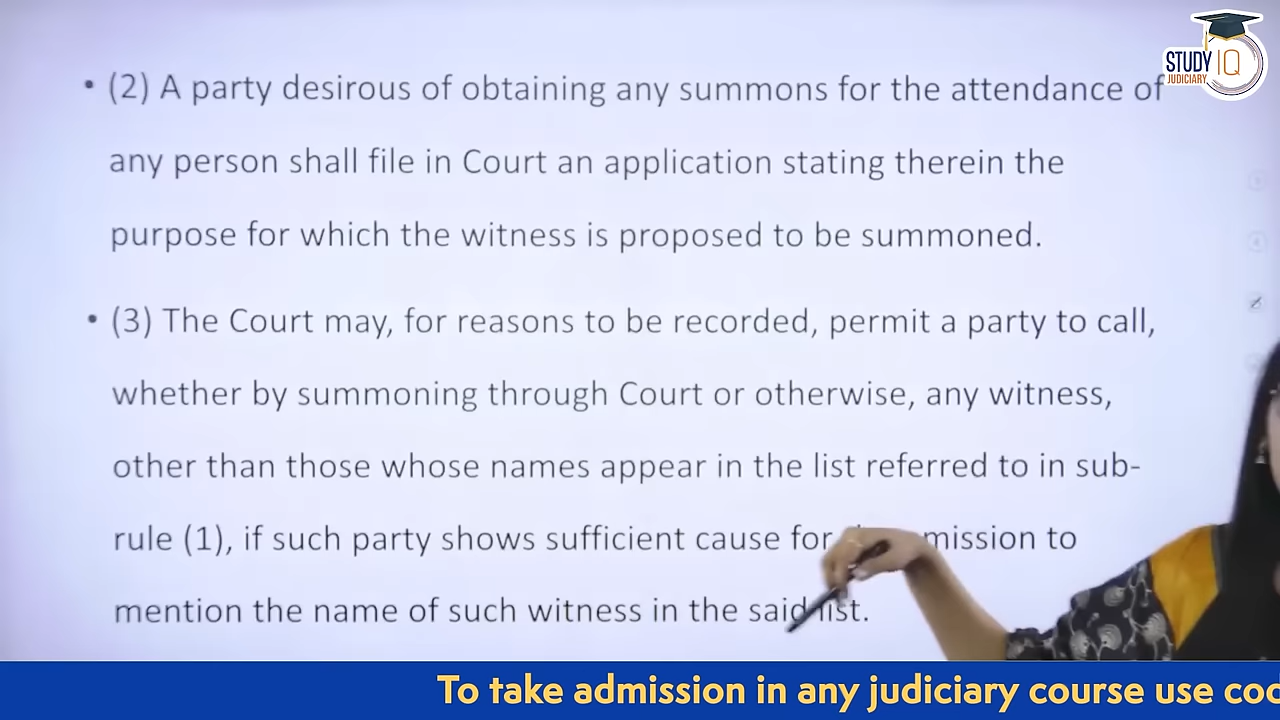 STUDY IQ
JUDICIARY
• (2) A party desirous of obtaining any summons for the attendance of
any person shall file in Court an application stating therein the
purpose for which the witness is proposed to be summoned.
• (3) The Court may, for reasons to be recorded, permit a party to call,
whether by summoning through Court or otherwise, any witness,
other than those whose names appear in the list referred to in sub-
rule (1), if such party shows sufficient cause for mission to
mention the name of such witness in the said list.
To take admission in any judiciary course use cod